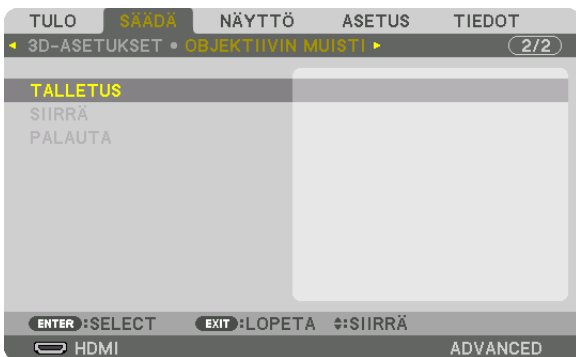 TULO SÄÄDÄ NÄYTTÖ ASETUS TIEDOT
3D-ASETUKSET • OBJEKTIIVIN MUISTI 2/2
TALLETUS
SIIRRÄ
PALAUTA
ENTER :SELECT EXIT :LOPETA :SIIRRÄ
HDMI ADVANCED